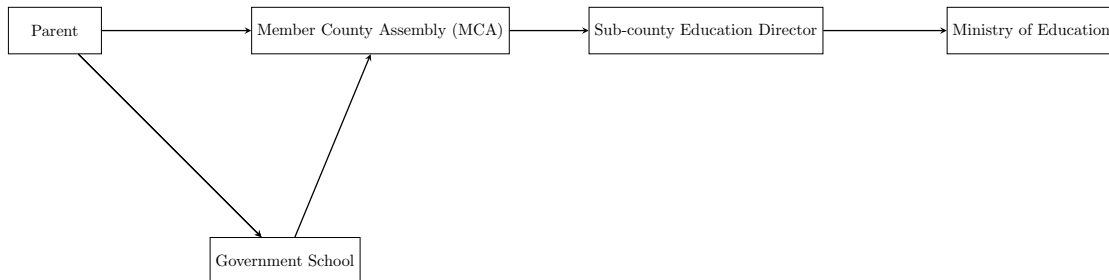 Parent
Member County Assembly (MCA)
Sub-county Education Director
Ministry of Education
Government School